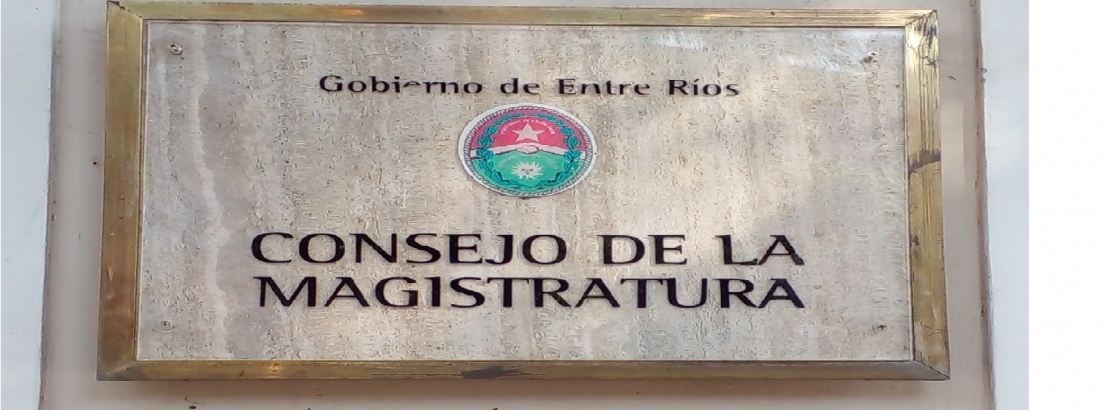 Gobierno de Entre Ríos
CONSEJO DE LA
MAGISTRATURA